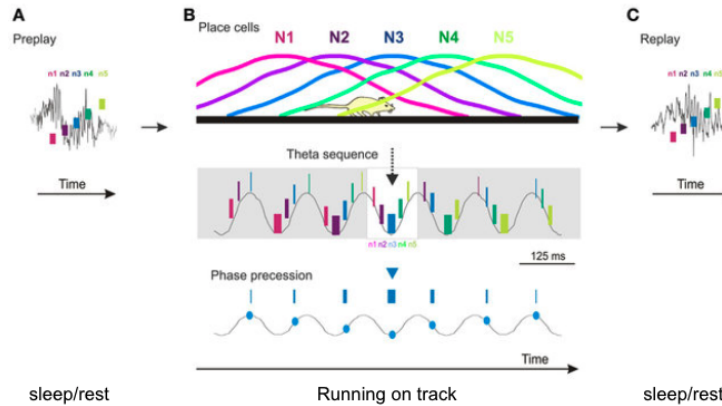 A
Preplay
n1 n2 n3 n4 n5
Time
sleep/rest
B
Place cells
N1 N2 N3 N4 N5
Theta sequence
n1 n2 n3 n4 n5
125 ms
Phase precession
Time
Running on track
C
Replay
n1 n2 n3 n4 n5
Time
sleep/rest